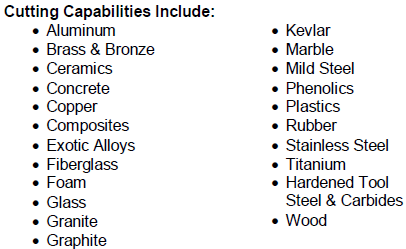 Cutting Capabilities Include:
• Aluminum
• Brass & Bronze
• Ceramics
• Concrete
• Copper
• Composites
• Exotic Alloys
• Fiberglass
• Foam
• Glass
• Granite
• Graphite
• Kevlar
• Marble
• Mild Steel
• Phenolics
• Plastics
• Rubber
• Stainless Steel
• Titanium
• Hardened Tool
Steel & Carbides
• Wood